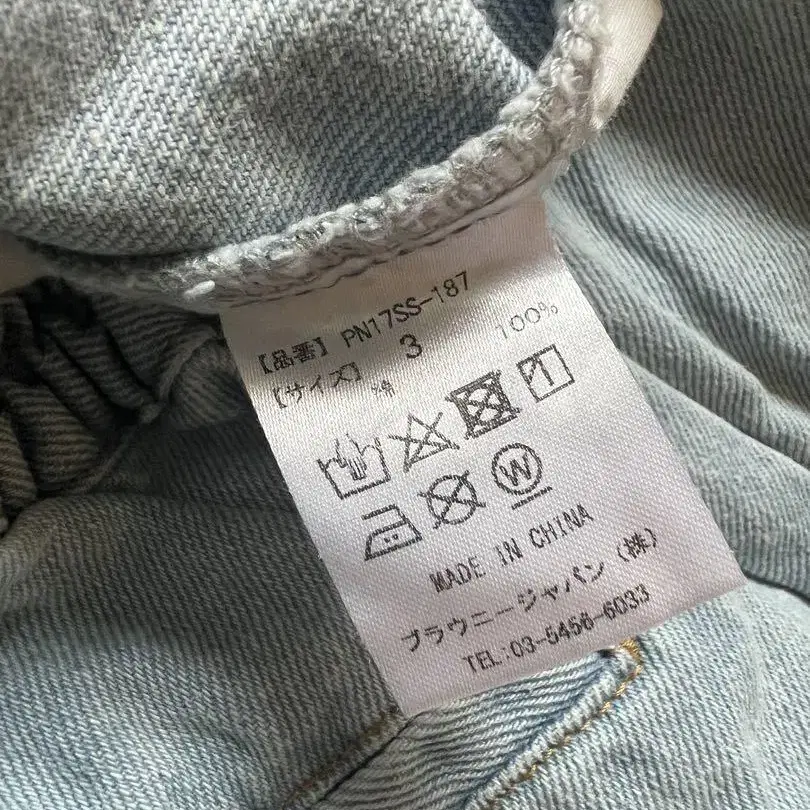 【品番】 PN17SS-187
【サイズ】 3
綿 100%
W
MADE IN CHINA
ブラウニージャパン(株)
TEL:03-5456-6033